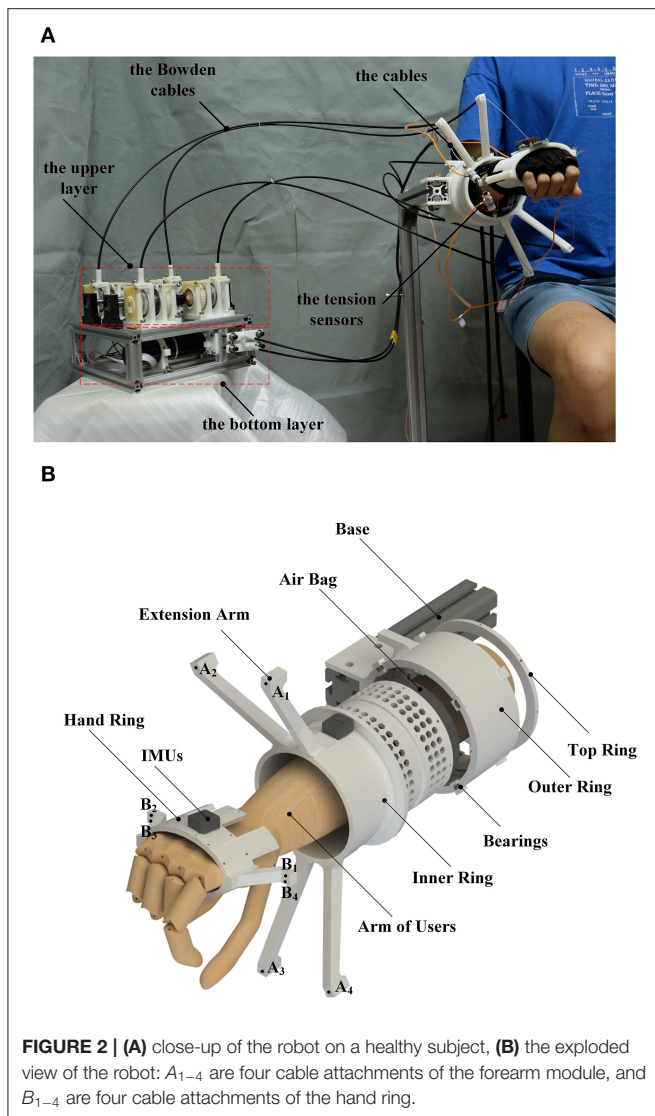 A
the Bowden
cables
the cables
the upper
layer
the tension
sensors
the bottom layer
B
Base
Air Bag
Extension Arm
A2
A1
Hand Ring
IMUs
Top Ring
Outer Ring
B2
B3
Bearings
B1
B4
Inner Ring
Arm of Users
A3
A4
FIGURE 2 | (A) close-up of the robot on a healthy subject, (B) the exploded
view of the robot: A1−4 are four cable attachments of the forearm module, and
B1−4 are four cable attachments of the hand ring.